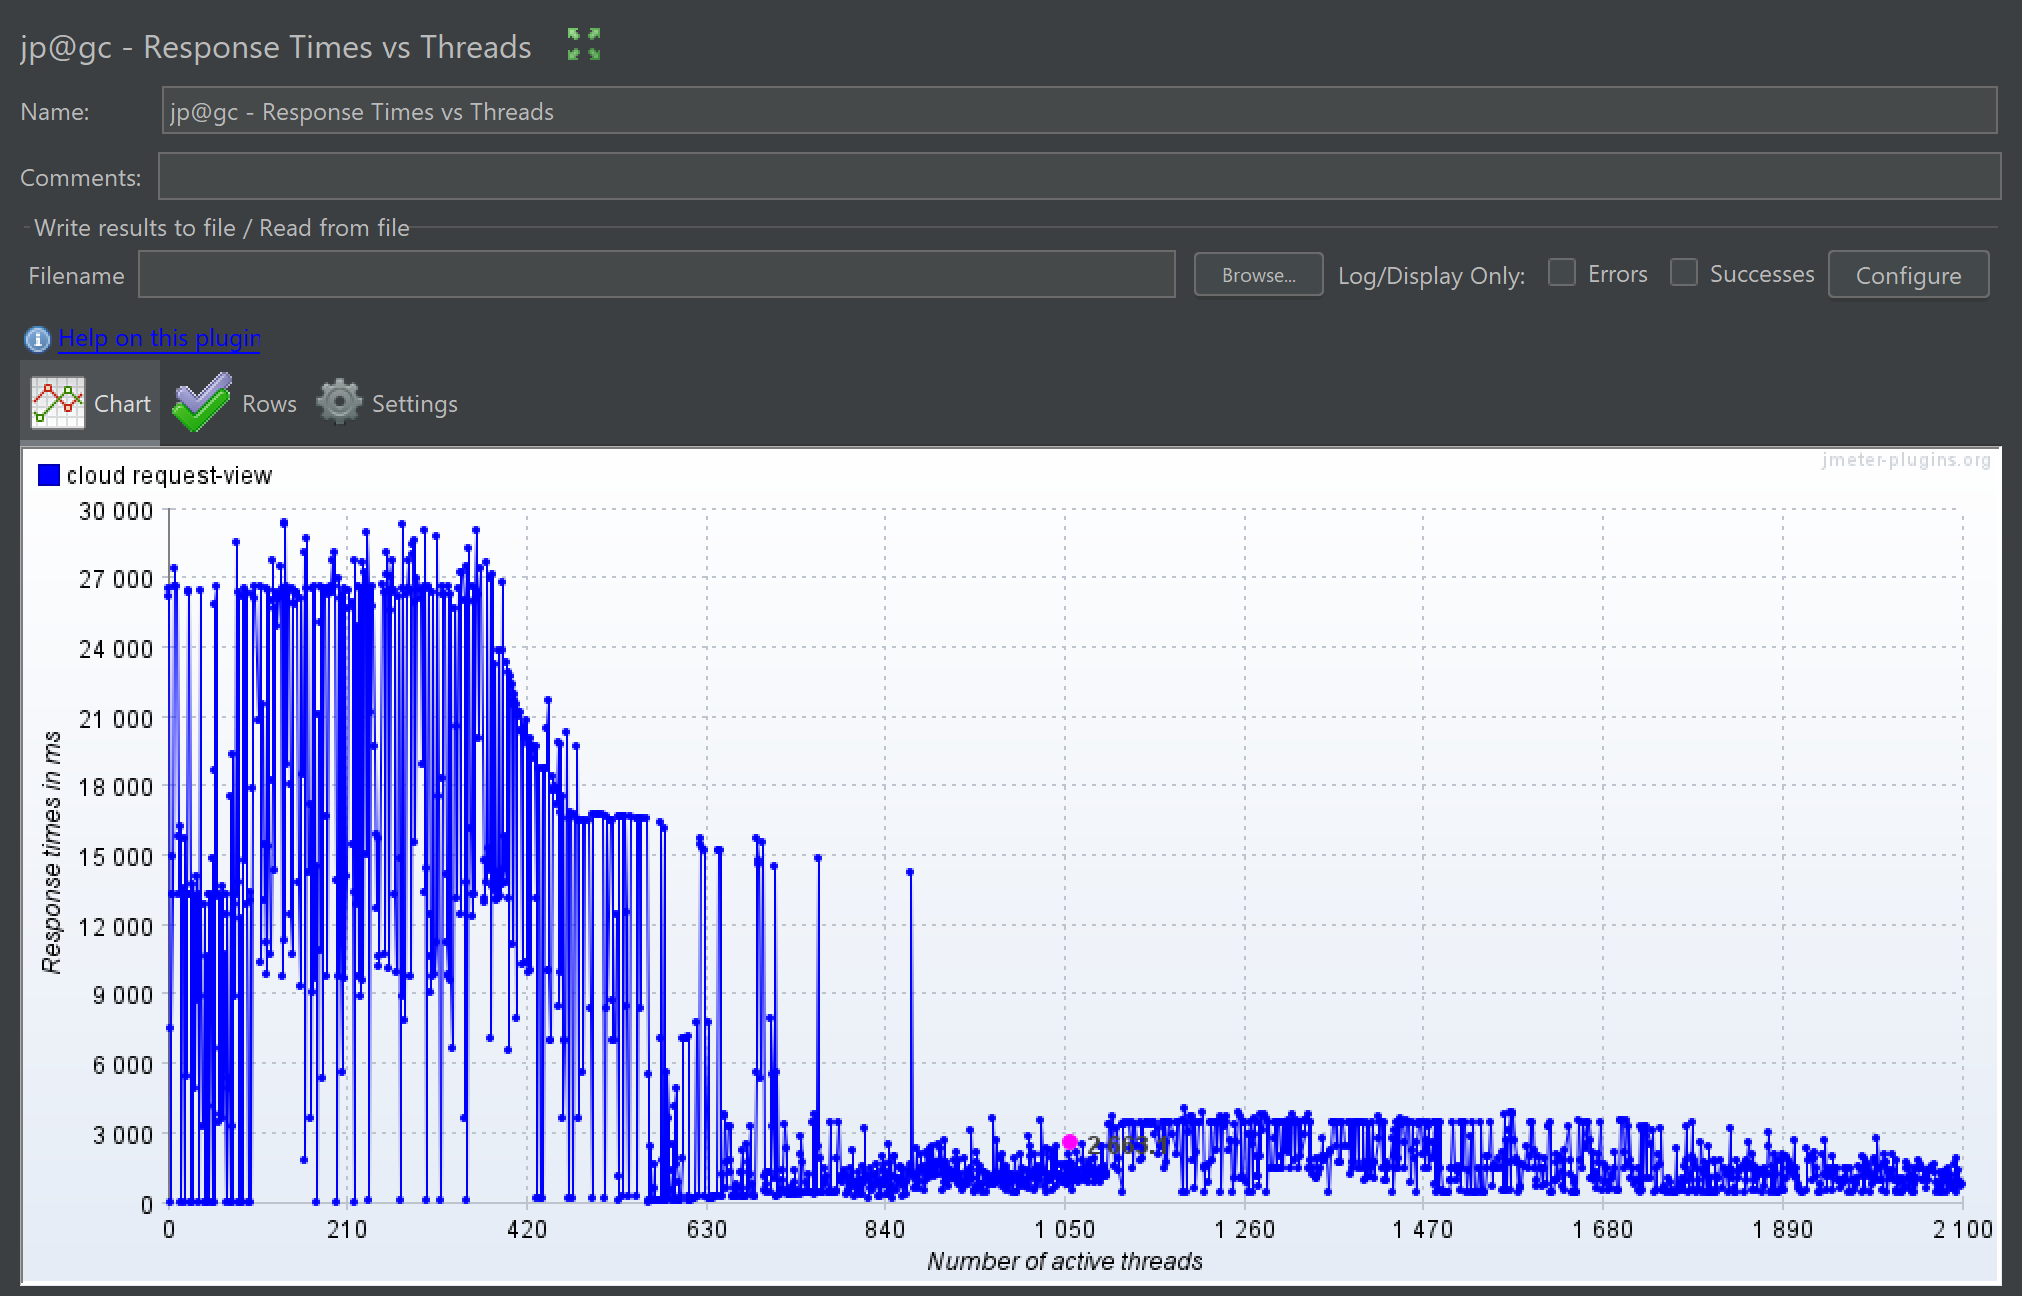 jp@gc - Response Times vs Threads
Name: jp@gc - Response Times vs Threads
Comments:
Write results to file / Read from file
Filename Browse... Log/Display Only: Errors Successes Configure
Help on this plugin
Chart Rows Settings
cloud request-view
jmeter-plugins.org
30 000
27 000
24 000
21 000
18 000
15 000
12 000
9 000
6 000
3 000
0
Response times in ms
0 210 420 630 840 1 050 1 260 1 470 1 680 1 890 2 100
Number of active threads